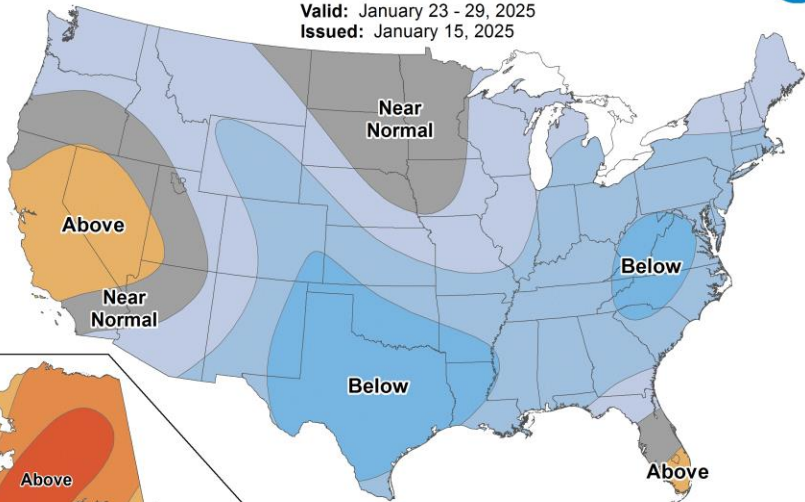 Valid: January 23 - 29, 2025
Issued: January 15, 2025
Near
Normal
Above
Near
Normal
Below
Below
Above
Above